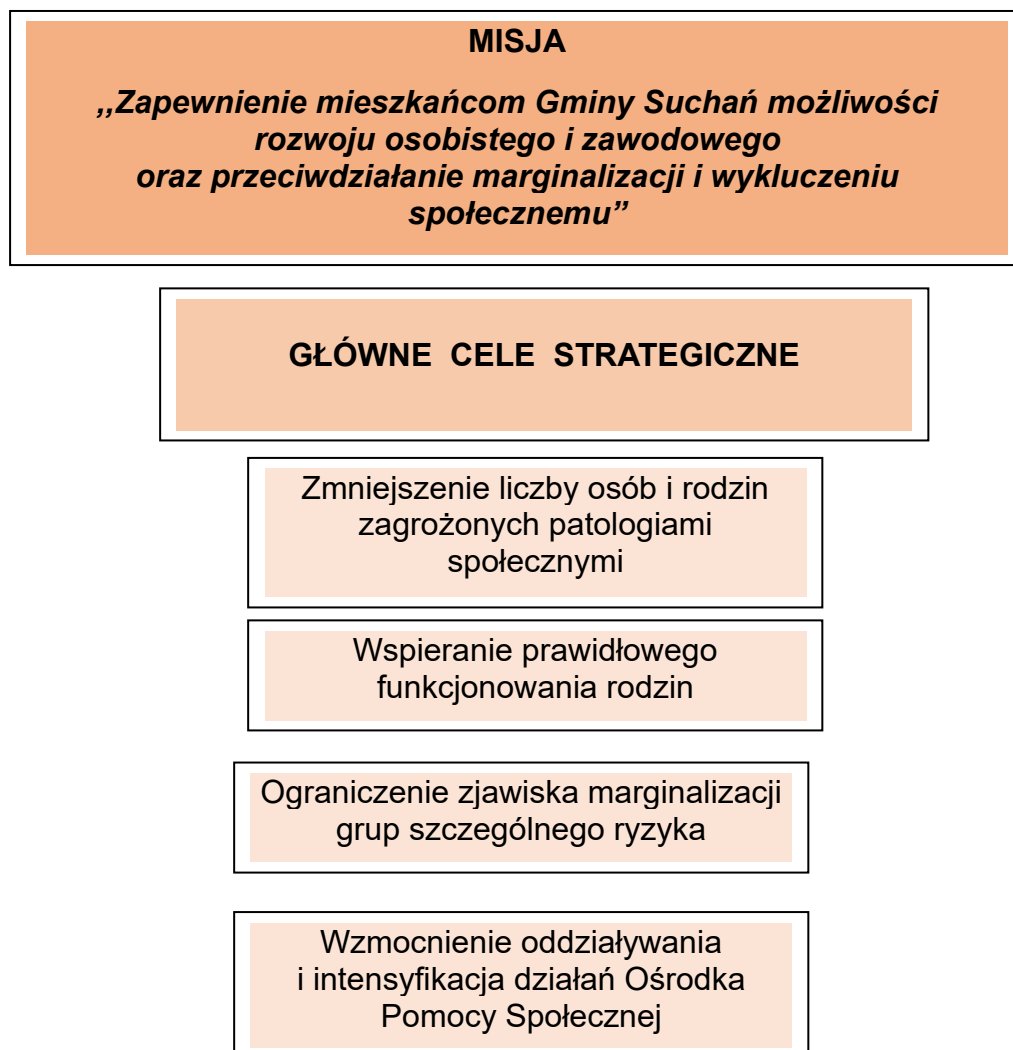 MISJA
,,Zapewnienie mieszkańcom Gminy Suchań możliwości
rozwoju osobistego i zawodowego
oraz przeciwdziałanie marginalizacji i wykluczeniu
społecznemu”
GŁÓWNE CELE STRATEGICZNE
Zmniejszenie liczby osób i rodzin
zagrożonych patologiami
społecznymi
Wspieranie prawidłowego
funkcjonowania rodzin
Ograniczenie zjawiska marginalizacji
grup szczególnego ryzyka
Wzmocnienie oddziaływania
i intensyfikacja działań Ośrodka
Pomocy Społecznej